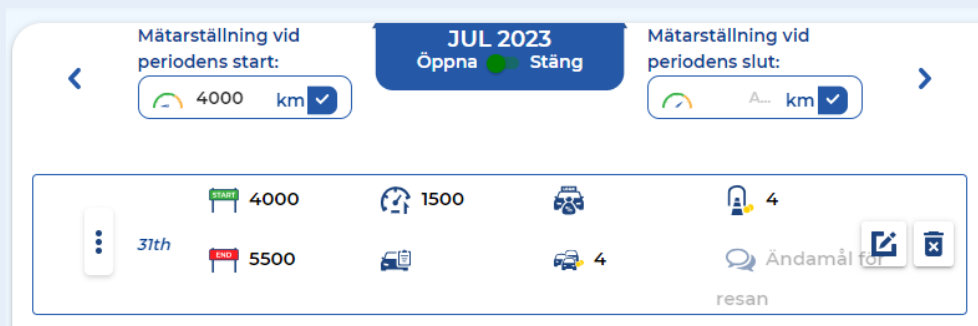 Mätarställning vid
periodens start:
4000 km
JUL 2023
Öppna Stäng
Mätarställning vid
periodens slut:
A... km
START 4000
1500
4
31th
END 5500
4
Ändamål för
resan